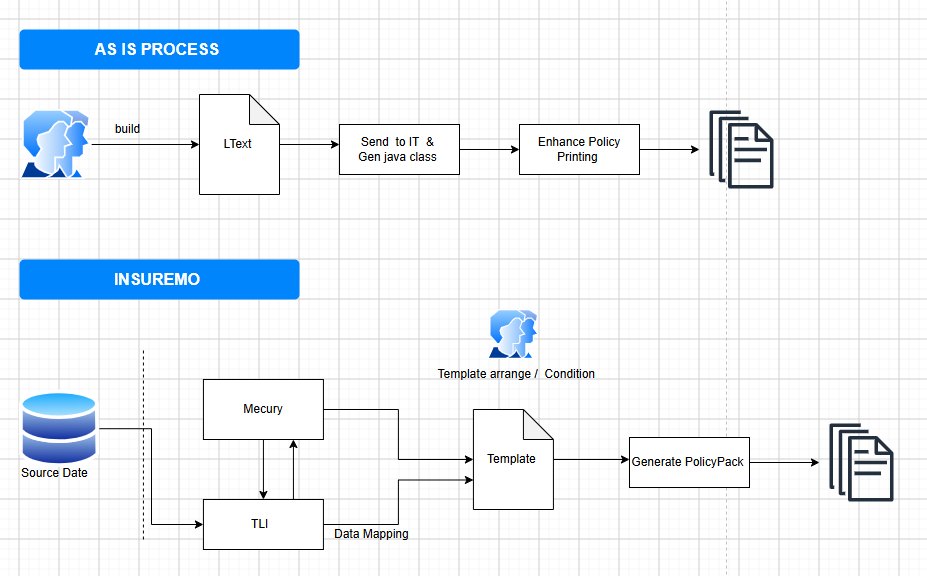 AS IS PROCESS
build
LText
Send to IT &
Gen java class
Enhance Policy
Printing
INSUREMO
Template arrange / Condition
Mecury
Source Date
Template
Generate PolicyPack
TLI
Data Mapping